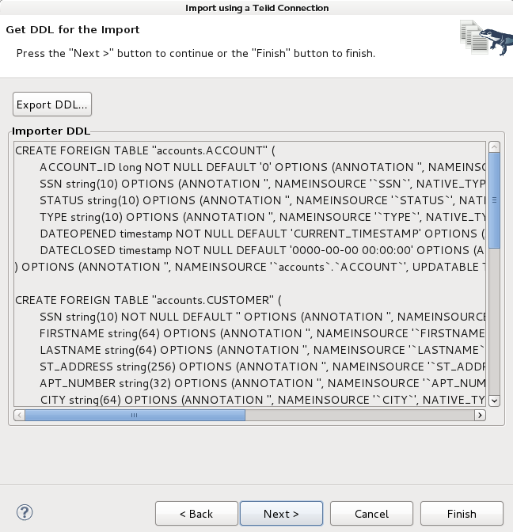 Import using a Teiid Connection
Get DDL for the Import
Press the "Next >" button to continue or the "Finish" button to finish.
Export DDL...
Importer DDL
CREATE FOREIGN TABLE "accounts.ACCOUNT" (
ACCOUNT_ID long NOT NULL DEFAULT '0' OPTIONS (ANNOTATION '', NAMEINSO
SSN string(10) OPTIONS (ANNOTATION '', NAMEINSOURCE '`SSN`', NATIVE_TYP
STATUS string(10) OPTIONS (ANNOTATION '', NAMEINSOURCE '`STATUS`', NATI
TYPE string(10) OPTIONS (ANNOTATION '', NAMEINSOURCE '`TYPE`', NATIVE_TY
DATEOPENED timestamp NOT NULL DEFAULT 'CURRENT_TIMESTAMP' OPTIONS (
DATECLOSED timestamp NOT NULL DEFAULT '0000-00-00 00:00:00' OPTIONS (A
) OPTIONS (ANNOTATION '', NAMEINSOURCE '`accounts`.`ACCOUNT`', UPDATABLE T
CREATE FOREIGN TABLE "accounts.CUSTOMER" (
SSN string(10) NOT NULL DEFAULT '' OPTIONS (ANNOTATION '', NAMEINSOURCE
FIRSTNAME string(64) OPTIONS (ANNOTATION '', NAMEINSOURCE '`FIRSTNAME
LASTNAME string(64) OPTIONS (ANNOTATION '', NAMEINSOURCE '`LASTNAME`
ST_ADDRESS string(256) OPTIONS (ANNOTATION '', NAMEINSOURCE '`ST_ADDR
APT_NUMBER string(32) OPTIONS (ANNOTATION '', NAMEINSOURCE '`APT_NUM
CITY string(64) OPTIONS (ANNOTATION '', NAMEINSOURCE '`CITY`', NATIVE_TY
?
< Back
Next >
Cancel
Finish